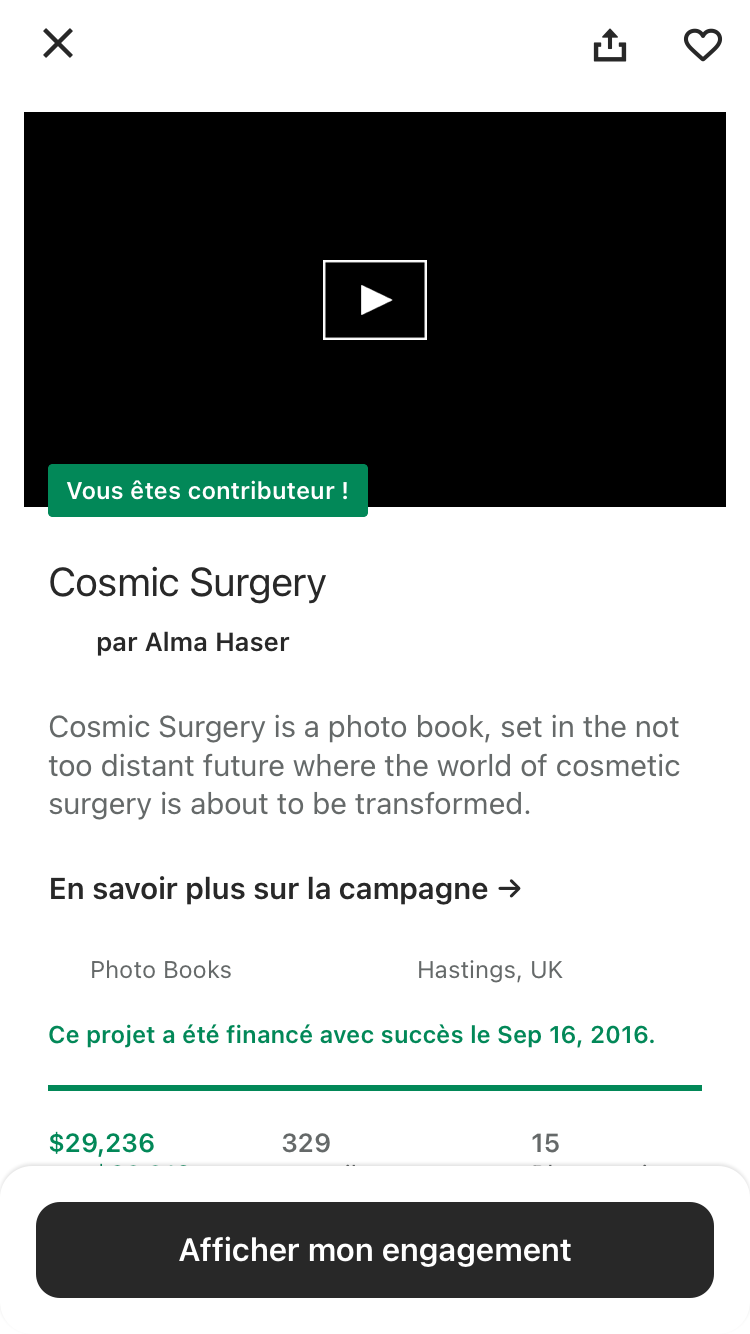 Vous êtes contributeur !
Cosmic Surgery
par Alma Haser
Cosmic Surgery is a photo book, set in the not
too distant future where the world of cosmetic
surgery is about to be transformed.
En savoir plus sur la campagne →
Photo Books
Hastings, UK
Ce projet a été financé avec succès le Sep 16, 2016.
$29,236
329
15
Afficher mon engagement